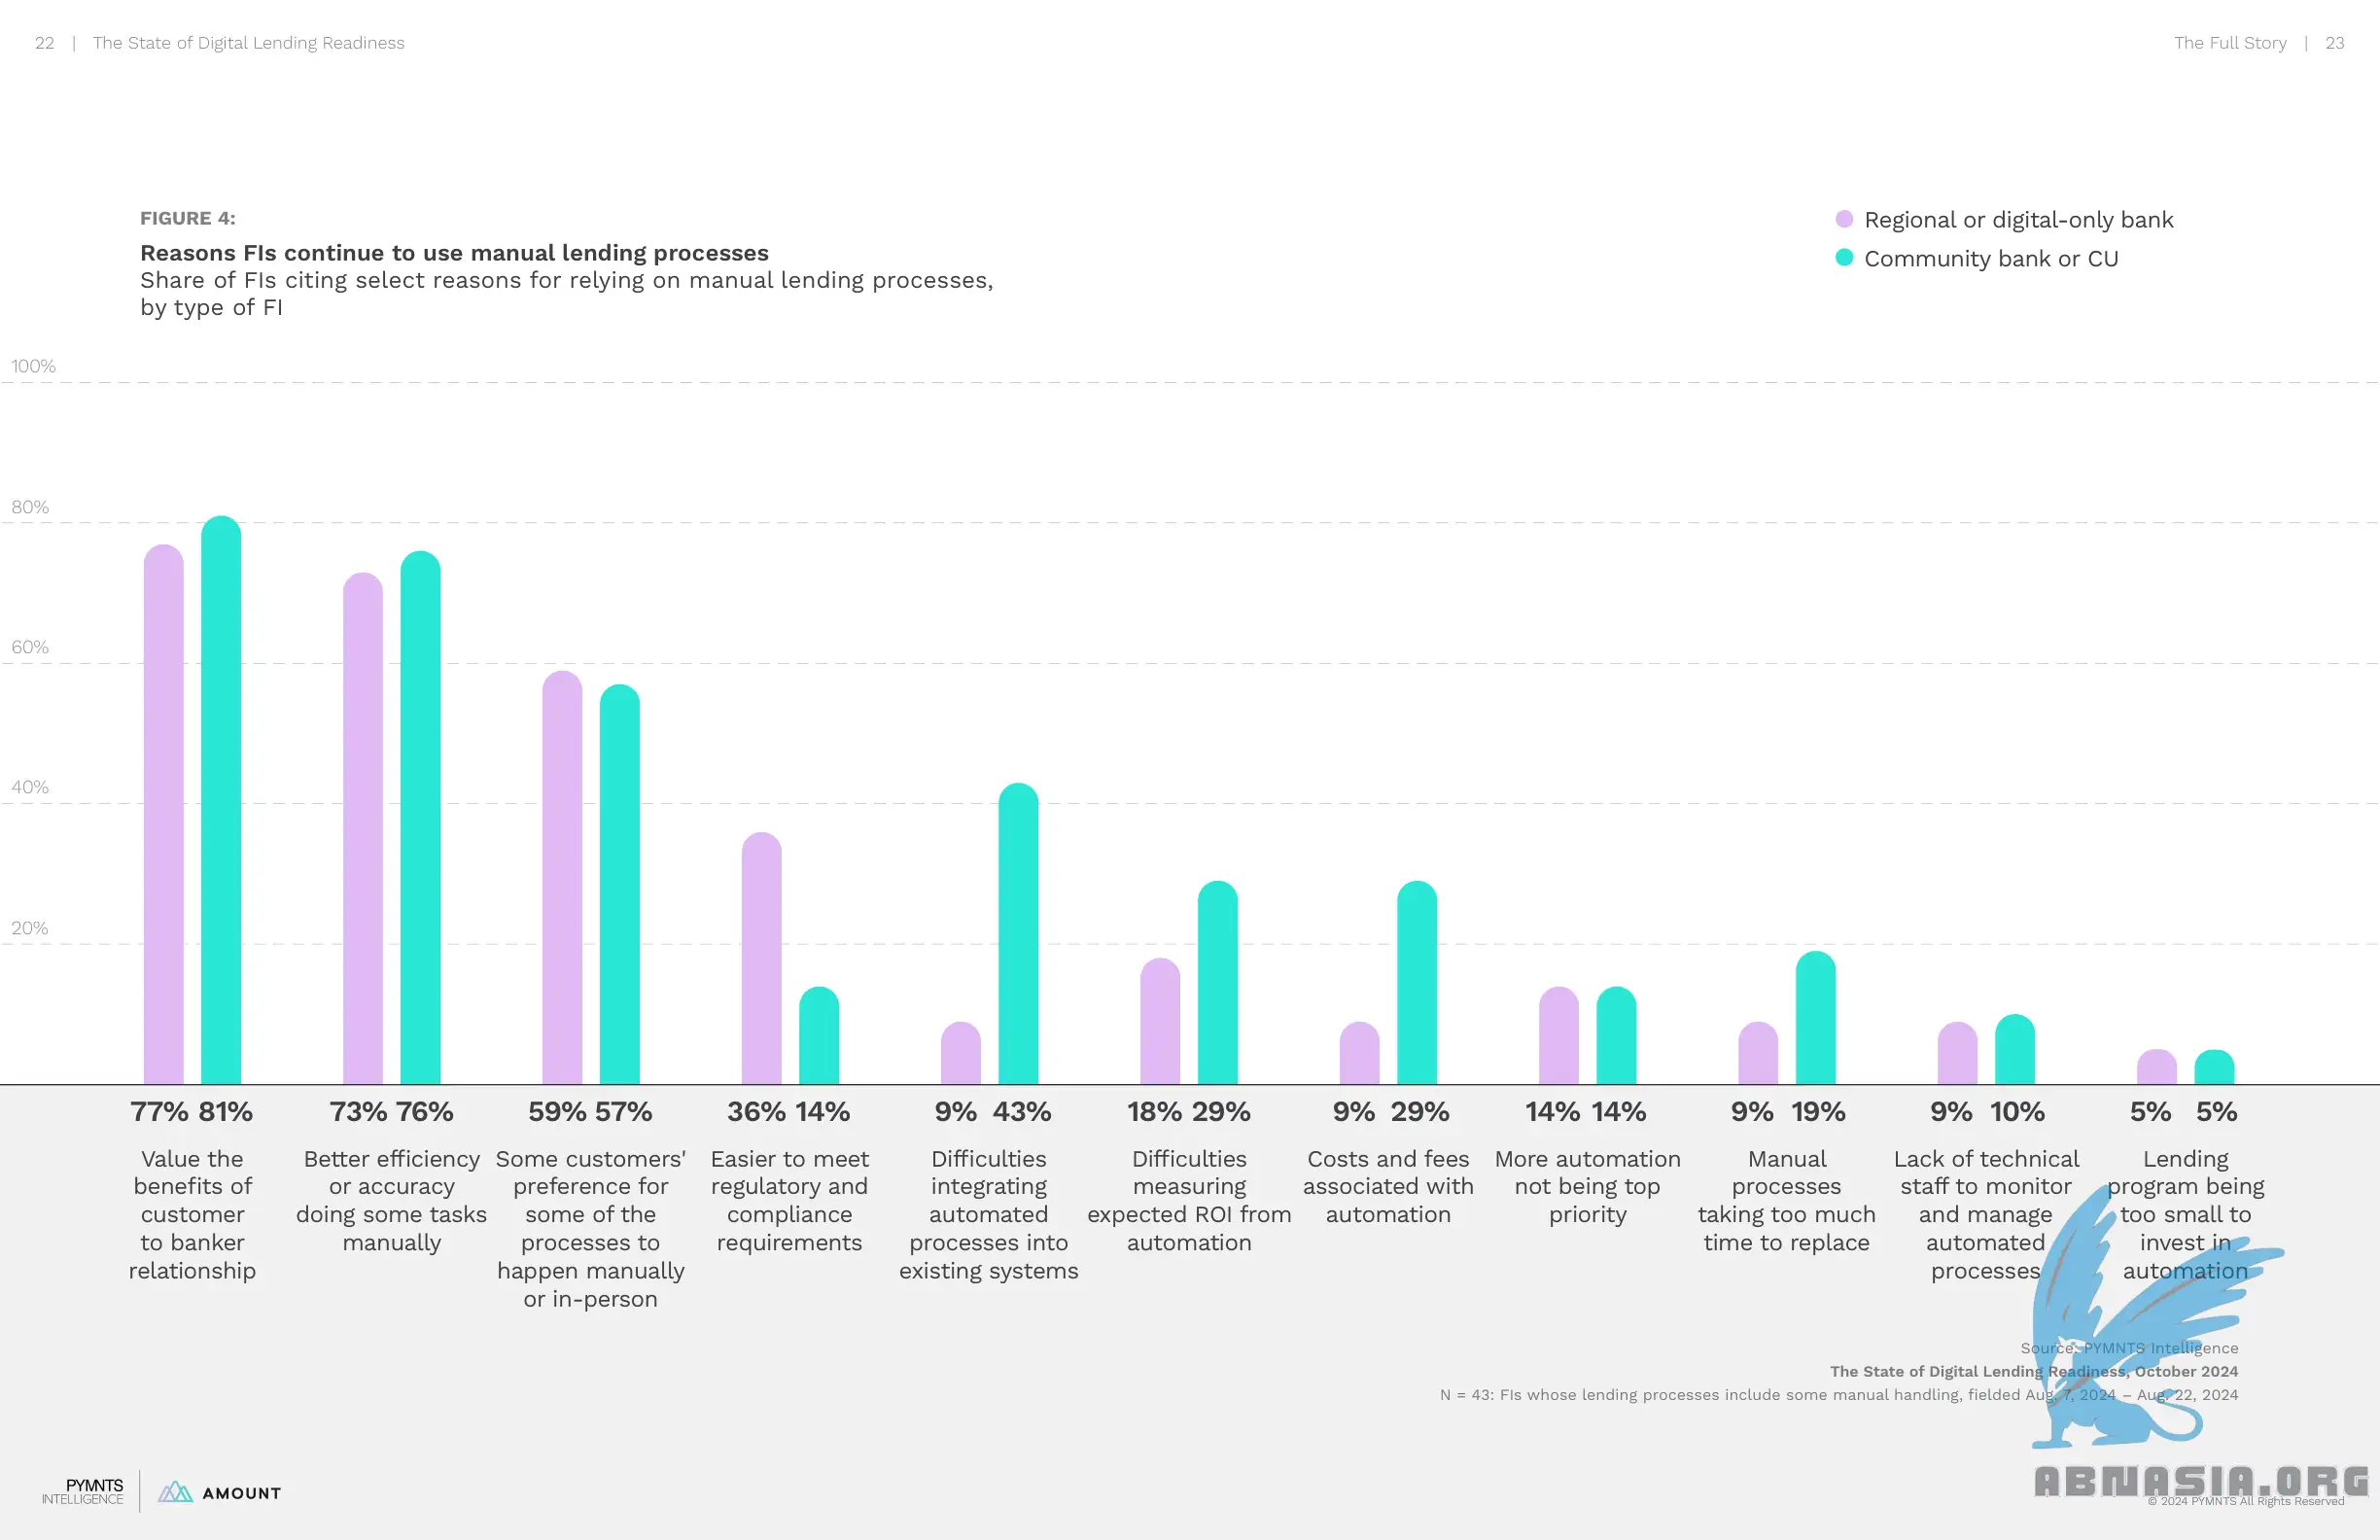 22 | The State of Digital Lending Readiness
The Full Story | 23
FIGURE 4:
Reasons FIs continue to use manual lending processes
Share of FIs citing select reasons for relying on manual lending processes,
by type of FI
Regional or digital-only bank
Community bank or CU
100%
80%
60%
40%
20%
77% 81%
Value the
benefits of
customer
to banker
relationship
73% 76%
Better efficiency
or accuracy
doing some tasks
manually
59% 57%
Some customers'
preference for
some of the
processes to
happen manually
or in-person
36% 14%
Easier to meet
regulatory and
compliance
requirements
9% 43%
Difficulties
integrating
automated
processes into
existing systems
18% 29%
Difficulties
measuring
expected ROI from
automation
9% 29%
Costs and fees
associated with
automation
14% 14%
More automation
not being top
priority
9% 19%
Manual
processes
taking too much
time to replace
9% 10%
Lack of technical
staff to monitor
and manage
automated
processes
5% 5%
Lending
program being
too small to
invest in
automation
Source: PYMNTS Intelligence
The State of Digital Lending Readiness, October 2024
N = 43: FIs whose lending processes include some manual handling, fielded Aug. 7, 2024 – Aug. 22, 2024
PYMNTS
INTELLIGENCE
AMOUNT
ABNASIA.ORG
© 2024 PYMNTS All Rights Reserved